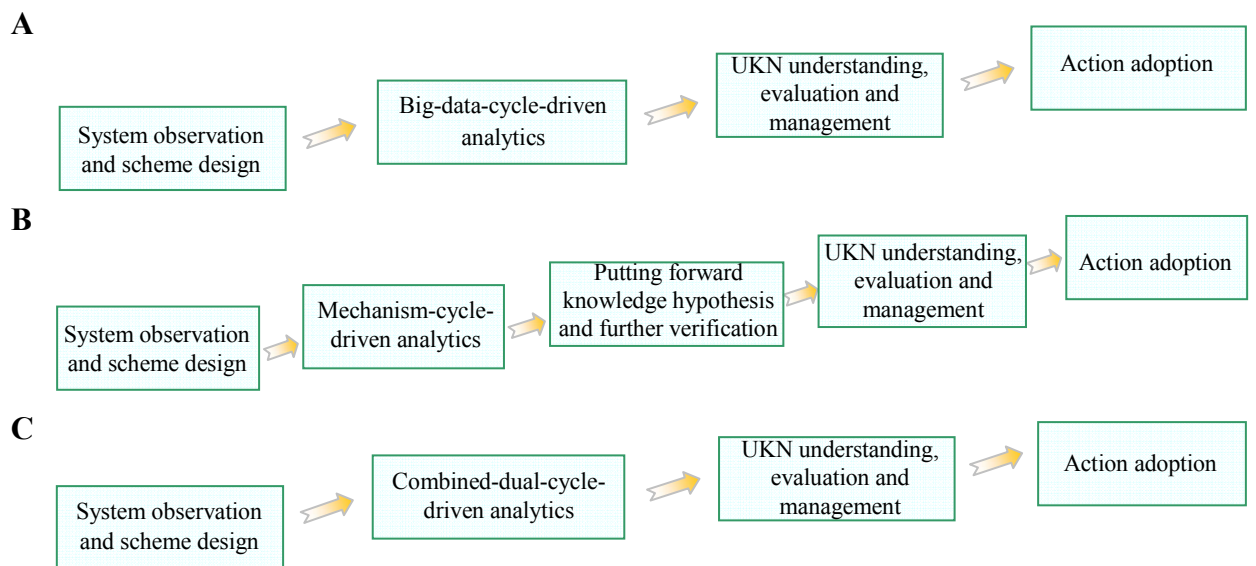 A
System observation
and scheme design
Big-data-cycle-driven
analytics
UKN understanding,
evaluation and
management
Action adoption
B
System observation
and scheme design
Mechanism-cycle-
driven analytics
Putting forward
knowledge hypothesis
and further verification
UKN understanding,
evaluation and
management
Action adoption
C
System observation
and scheme design
Combined-dual-cycle-
driven analytics
UKN understanding,
evaluation and
management
Action adoption